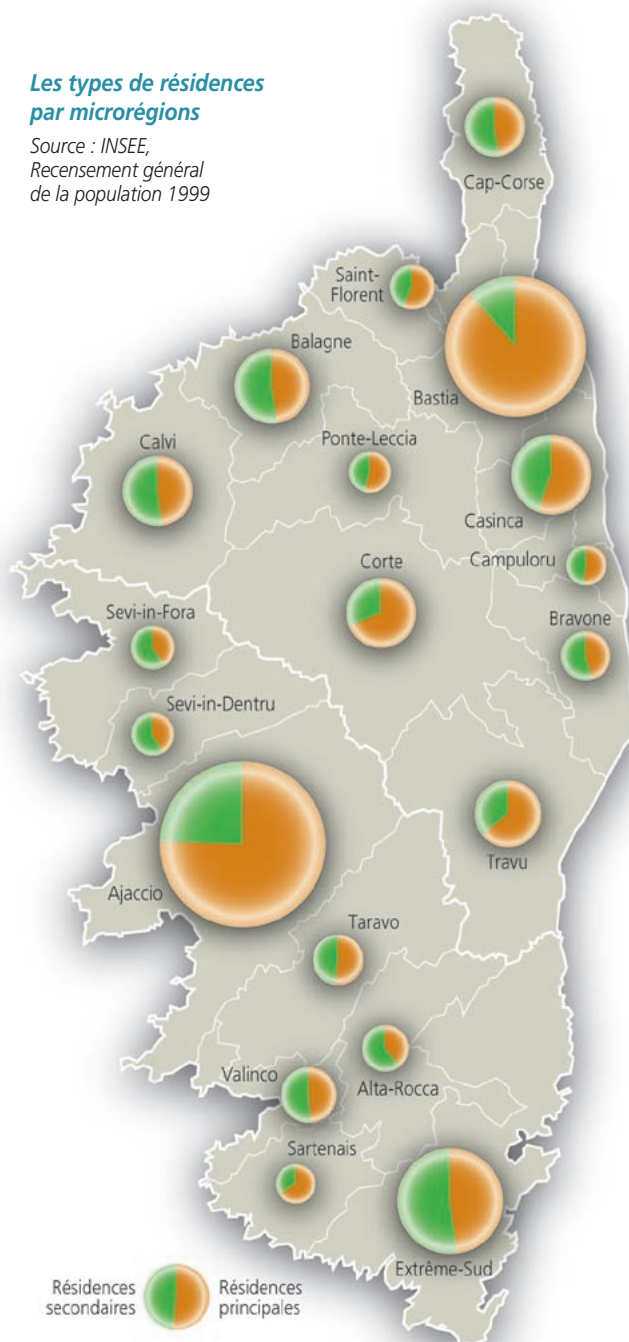 Les types de résidences
par microrégions
Source : INSEE,
Recensement général
de la population 1999
Cap-Corse
Saint-
Florent
Balagne
Bastia
Calvi
Ponte-Leccia
Casinca
Campuloru
Corte
Sevi-in-Fora
Bravone
Sevi-in-Dentru
Travu
Ajaccio
Taravo
Valinco
Alta-Rocca
Sartenais
Extrême-Sud
Résidences
secondaires
Résidences
principales